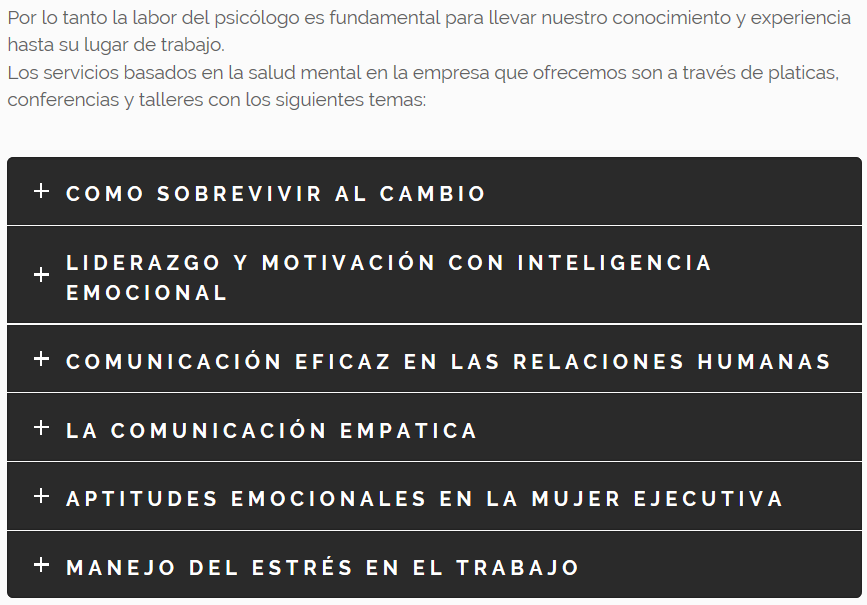 Por lo tanto la labor del psicólogo es fundamental para llevar nuestro conocimiento y experiencia
hasta su lugar de trabajo.
Los servicios basados en la salud mental en la empresa que ofrecemos son a través de platicas,
conferencias y talleres con los siguientes temas:
+ COMO SOBREVIVIR AL CAMBIO
+ LIDERAZGO Y MOTIVACIÓN CON INTELIGENCIA
EMOCIONAL
+ COMUNICACIÓN EFICAZ EN LAS RELACIONES HUMANAS
+ LA COMUNICACIÓN EMPATICA
+ APTITUDES EMOCIONALES EN LA MUJER EJECUTIVA
+ MANEJO DEL ESTRÉS EN EL TRABAJO